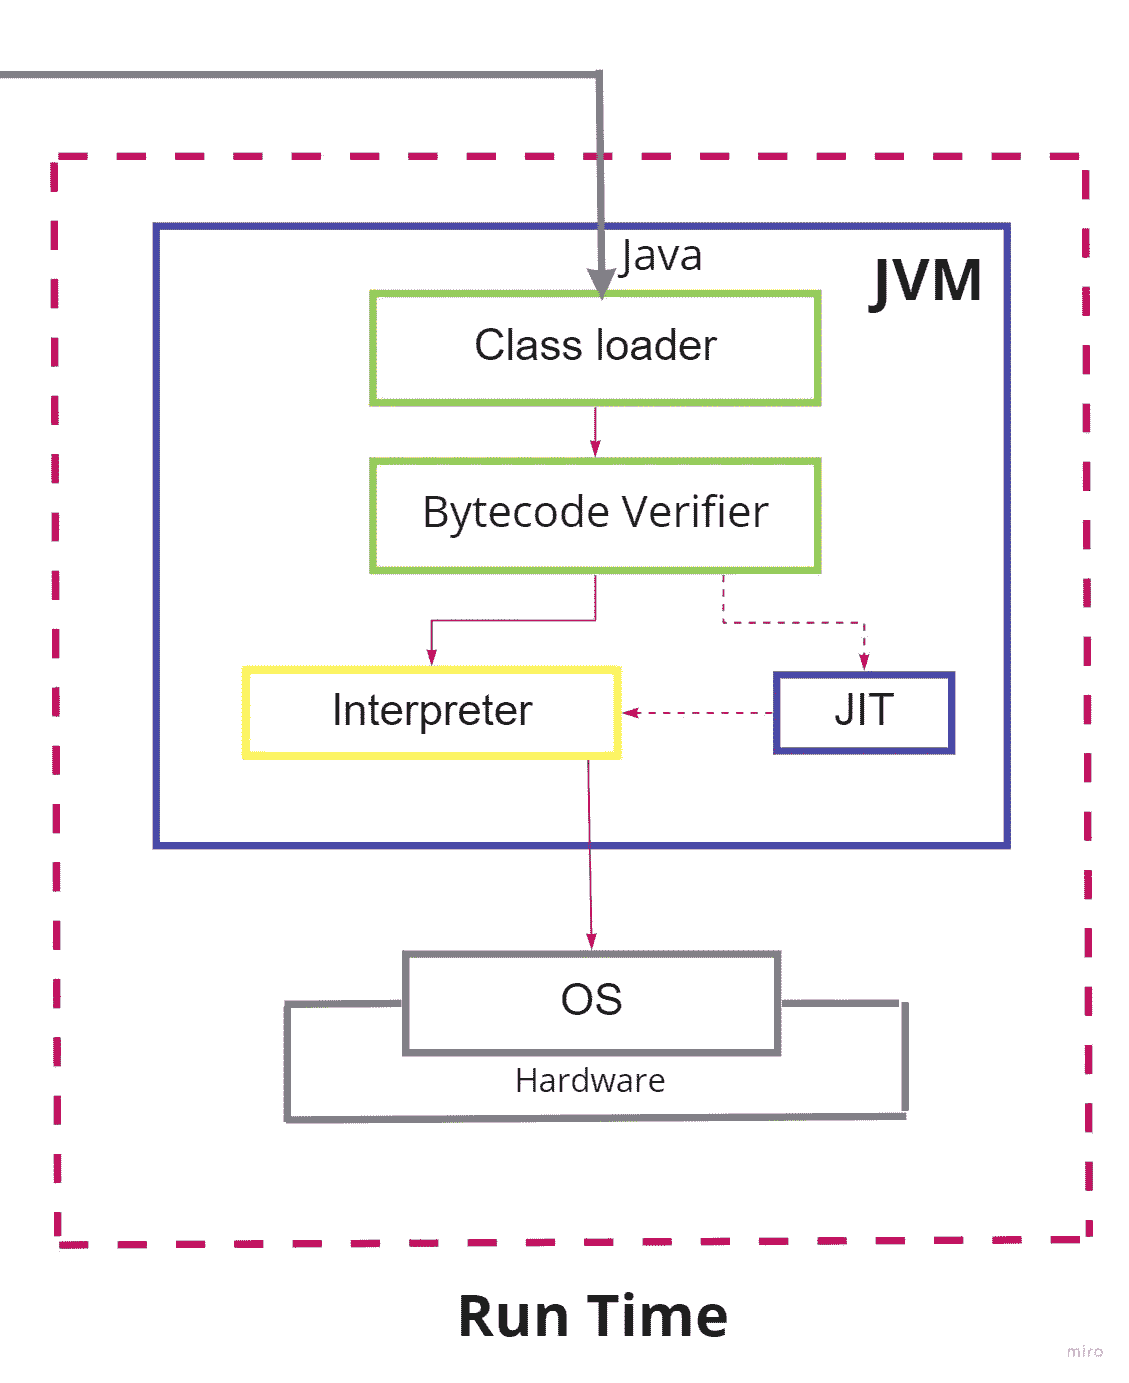 Java
JVM
Class loader
Bytecode Verifier
Interpreter
JIT
OS
Hardware
Run Time
miro